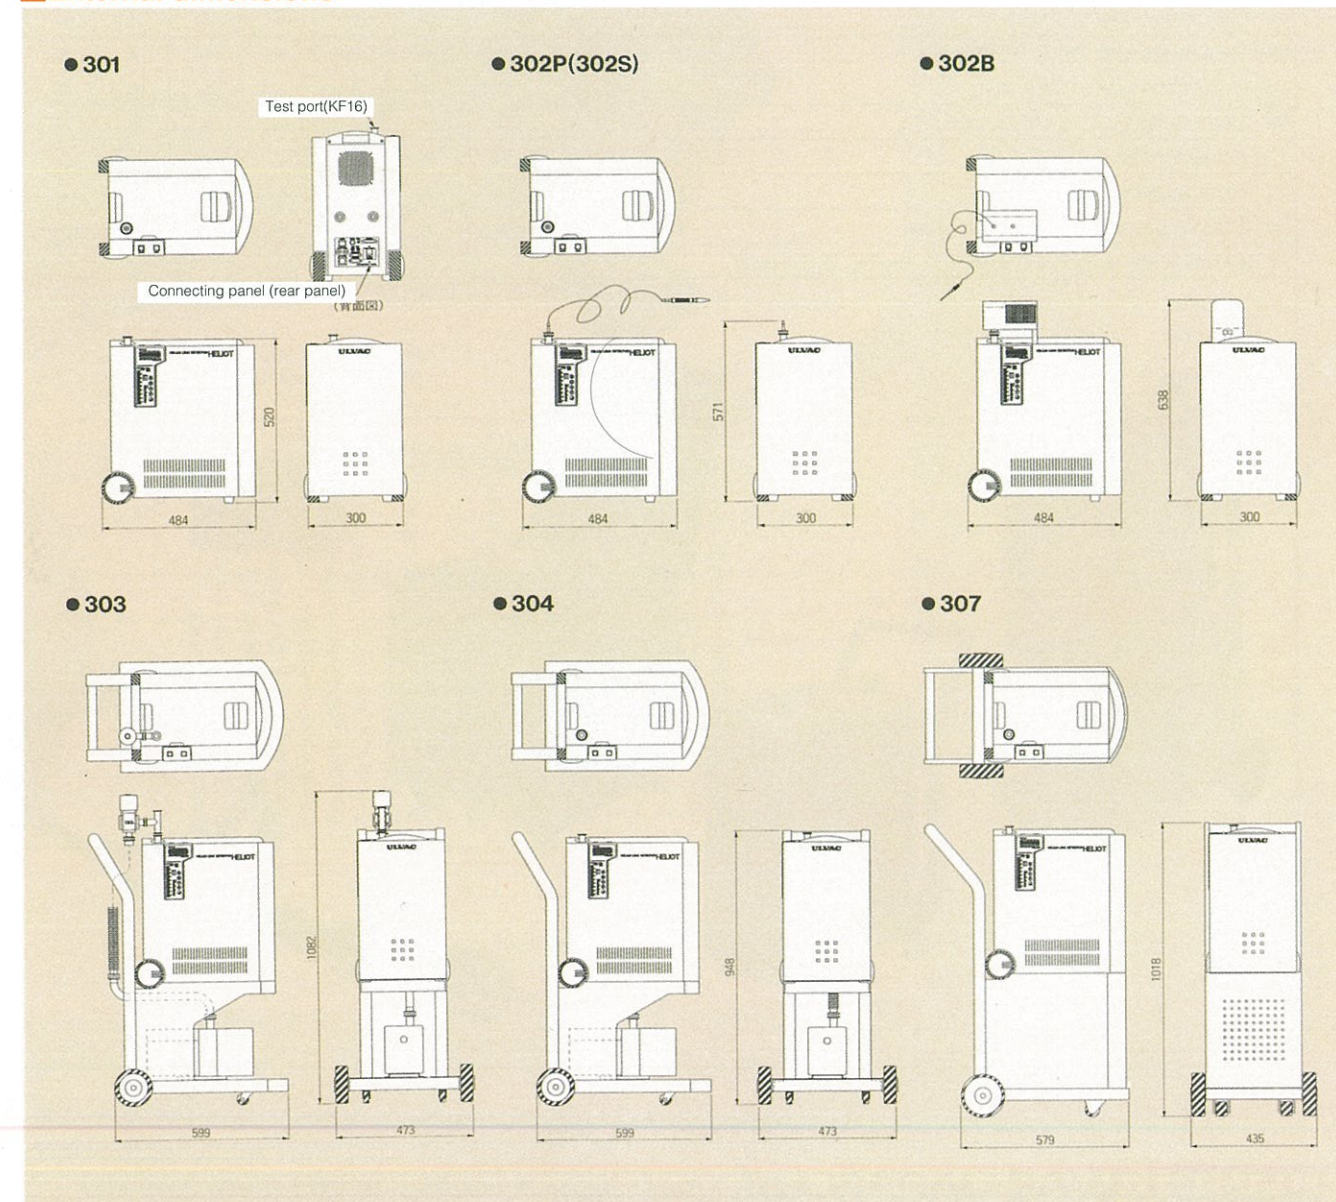 ● 301
● 302P(302S)
● 302B
Test port(KF16)
Connecting panel (rear panel)
(背面図)
HELIOT
ULVAC
520
484
300
HELIOT
ULVAC
571
484
300
HELIOT
ULVAC
638
484
300
● 303
● 304
● 307
HELIOT
ULVAC
1082
599
473
HELIOT
ULVAC
948
599
473
HELIOT
ULVAC
1018
579
435